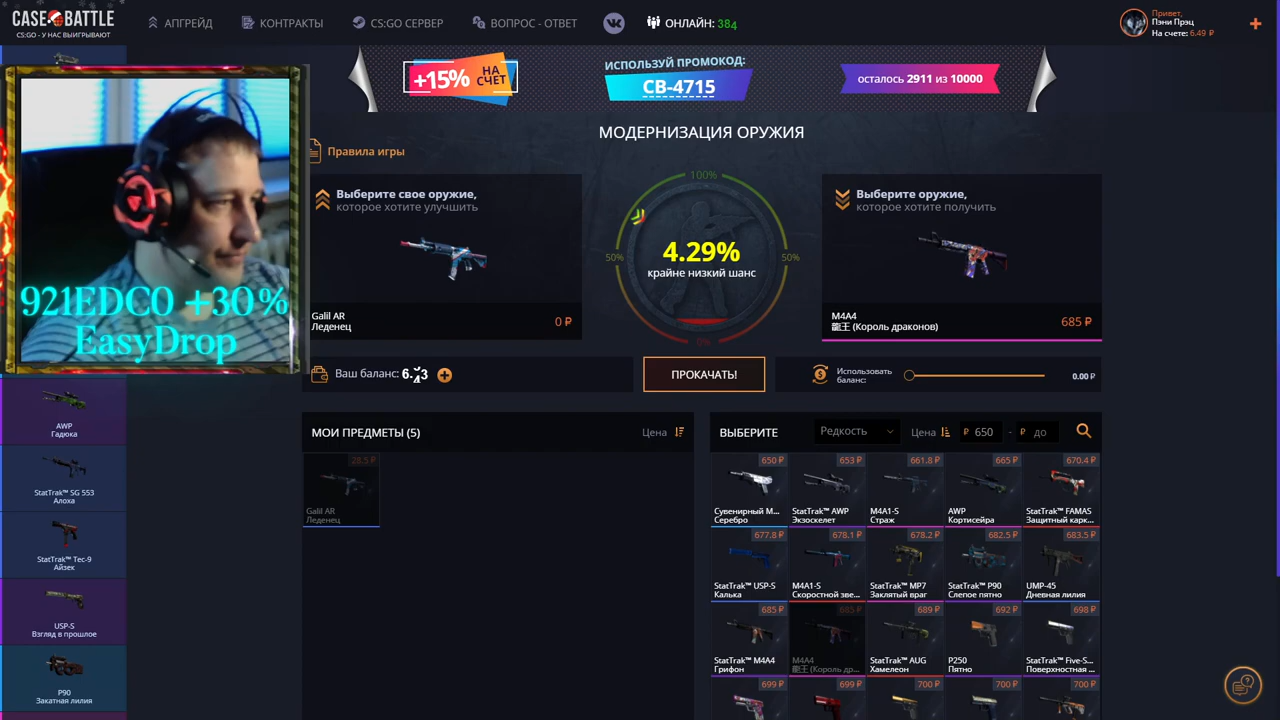 CASE BATTLE
CS:GO - У НАС ВЫИГРЫВАЮТ
АПГРЕЙД
КОНТРАКТЫ
CS:GO СЕРВЕР
ВОПРОС - ОТВЕТ
ОНЛАЙН: 384
Привет,
Пэни Прэц
На счете: 6.49 ₽
+15% НА СЧЕТ
ИСПОЛЬЗУЙ ПРОМОКОД:
CB-4715
осталось 2911 из 10000
МОДЕРНИЗАЦИЯ ОРУЖИЯ
Правила игры
Выберите свое оружие,
которое хотите улучшить
Galil AR
Леденец
0 ₽
100%
50%
4.29%
крайне низкий шанс
50%
0%
Выберите оружие,
которое хотите получить
M4A4
龍王 (Король драконов)
685 ₽
921EDC0 +30%
EasyDrop
Ваш баланс:
ПРОКАЧАТЬ!
Использовать
баланс:
0.00 ₽
AWP
Гадюка
StatTrak™ SG 553
Алоха
StatTrak™ Tec-9
Айзек
USP-S
Взгляд в прошлое
P90
Закатная лилия
МОИ ПРЕДМЕТЫ (5)
Цена
28.5 ₽
Galil AR
Леденец
ВЫБЕРИТЕ
Редкость
Цена
₽ 650 - ₽ до
650 ₽
Сувенирный M...
Серебро
653 ₽
StatTrak™ AWP
Экзоскелет
661.8 ₽
M4A1-S
Страж
665 ₽
AWP
Кортисейра
670.4 ₽
StatTrak™ FAMAS
Защитный карк...
677.8 ₽
StatTrak™ USP-S
Калька
678.1 ₽
M4A1-S
Скоростной зве...
678.2 ₽
StatTrak™ MP7
Заклятый враг
682.5 ₽
StatTrak™ P90
Слепое пятно
683.5 ₽
UMP-45
Дневная лилия
685 ₽
StatTrak™ M4A4
Грифон
685 ₽
M4A4
龍王 (Король др...
689 ₽
StatTrak™ AUG
Хамелеон
692 ₽
P250
Пятно
698 ₽
StatTrak™ Five-S...
Поверхностная ...
699 ₽
699 ₽
700 ₽
700 ₽
700 ₽